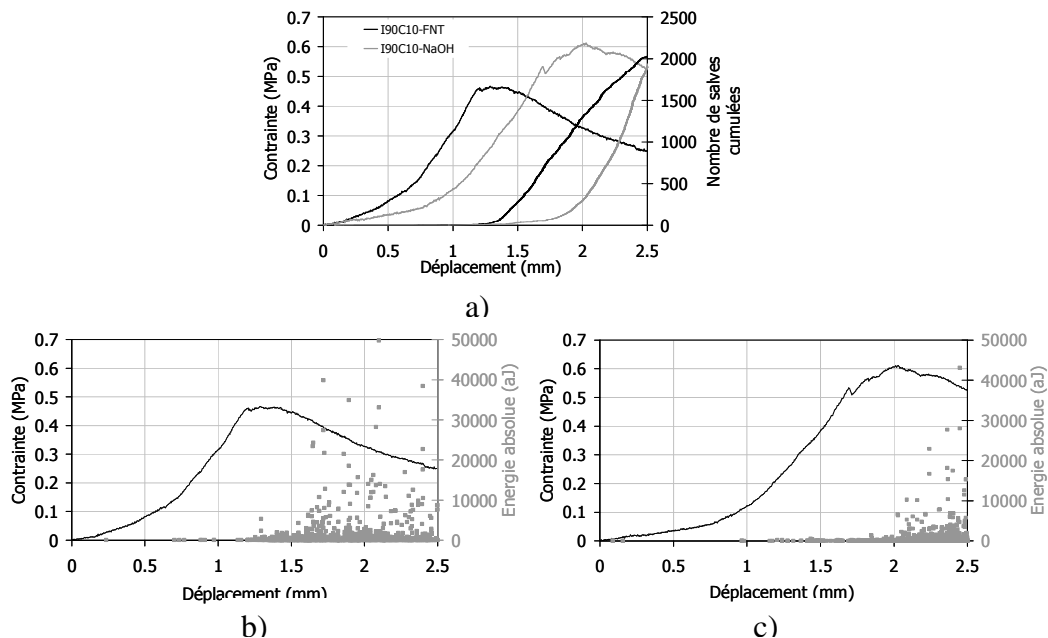 I90C10-FNT
I90C10-NaOH
Contrainte (MPa)
0.7
0.6
0.5
0.4
0.3
0.2
0.1
0
2500
2000
1500
1000
500
0
Nombre de salves
cumulées
0 0.5 1 1.5 2 2.5
Déplacement (mm)
a)
Contrainte (MPa)
0.7
0.6
0.5
0.4
0.3
0.2
0.1
0
50000
40000
30000
20000
10000
0
Energie absolue (aJ)
0 0.5 1 1.5 2 2.5
Déplacement (mm)
b)
Contrainte (MPa)
0.7
0.6
0.5
0.4
0.3
0.2
0.1
0
50000
40000
30000
20000
10000
0
Energie absolue (aJ)
0 0.5 1 1.5 2 2.5
Déplacement (mm)
c)